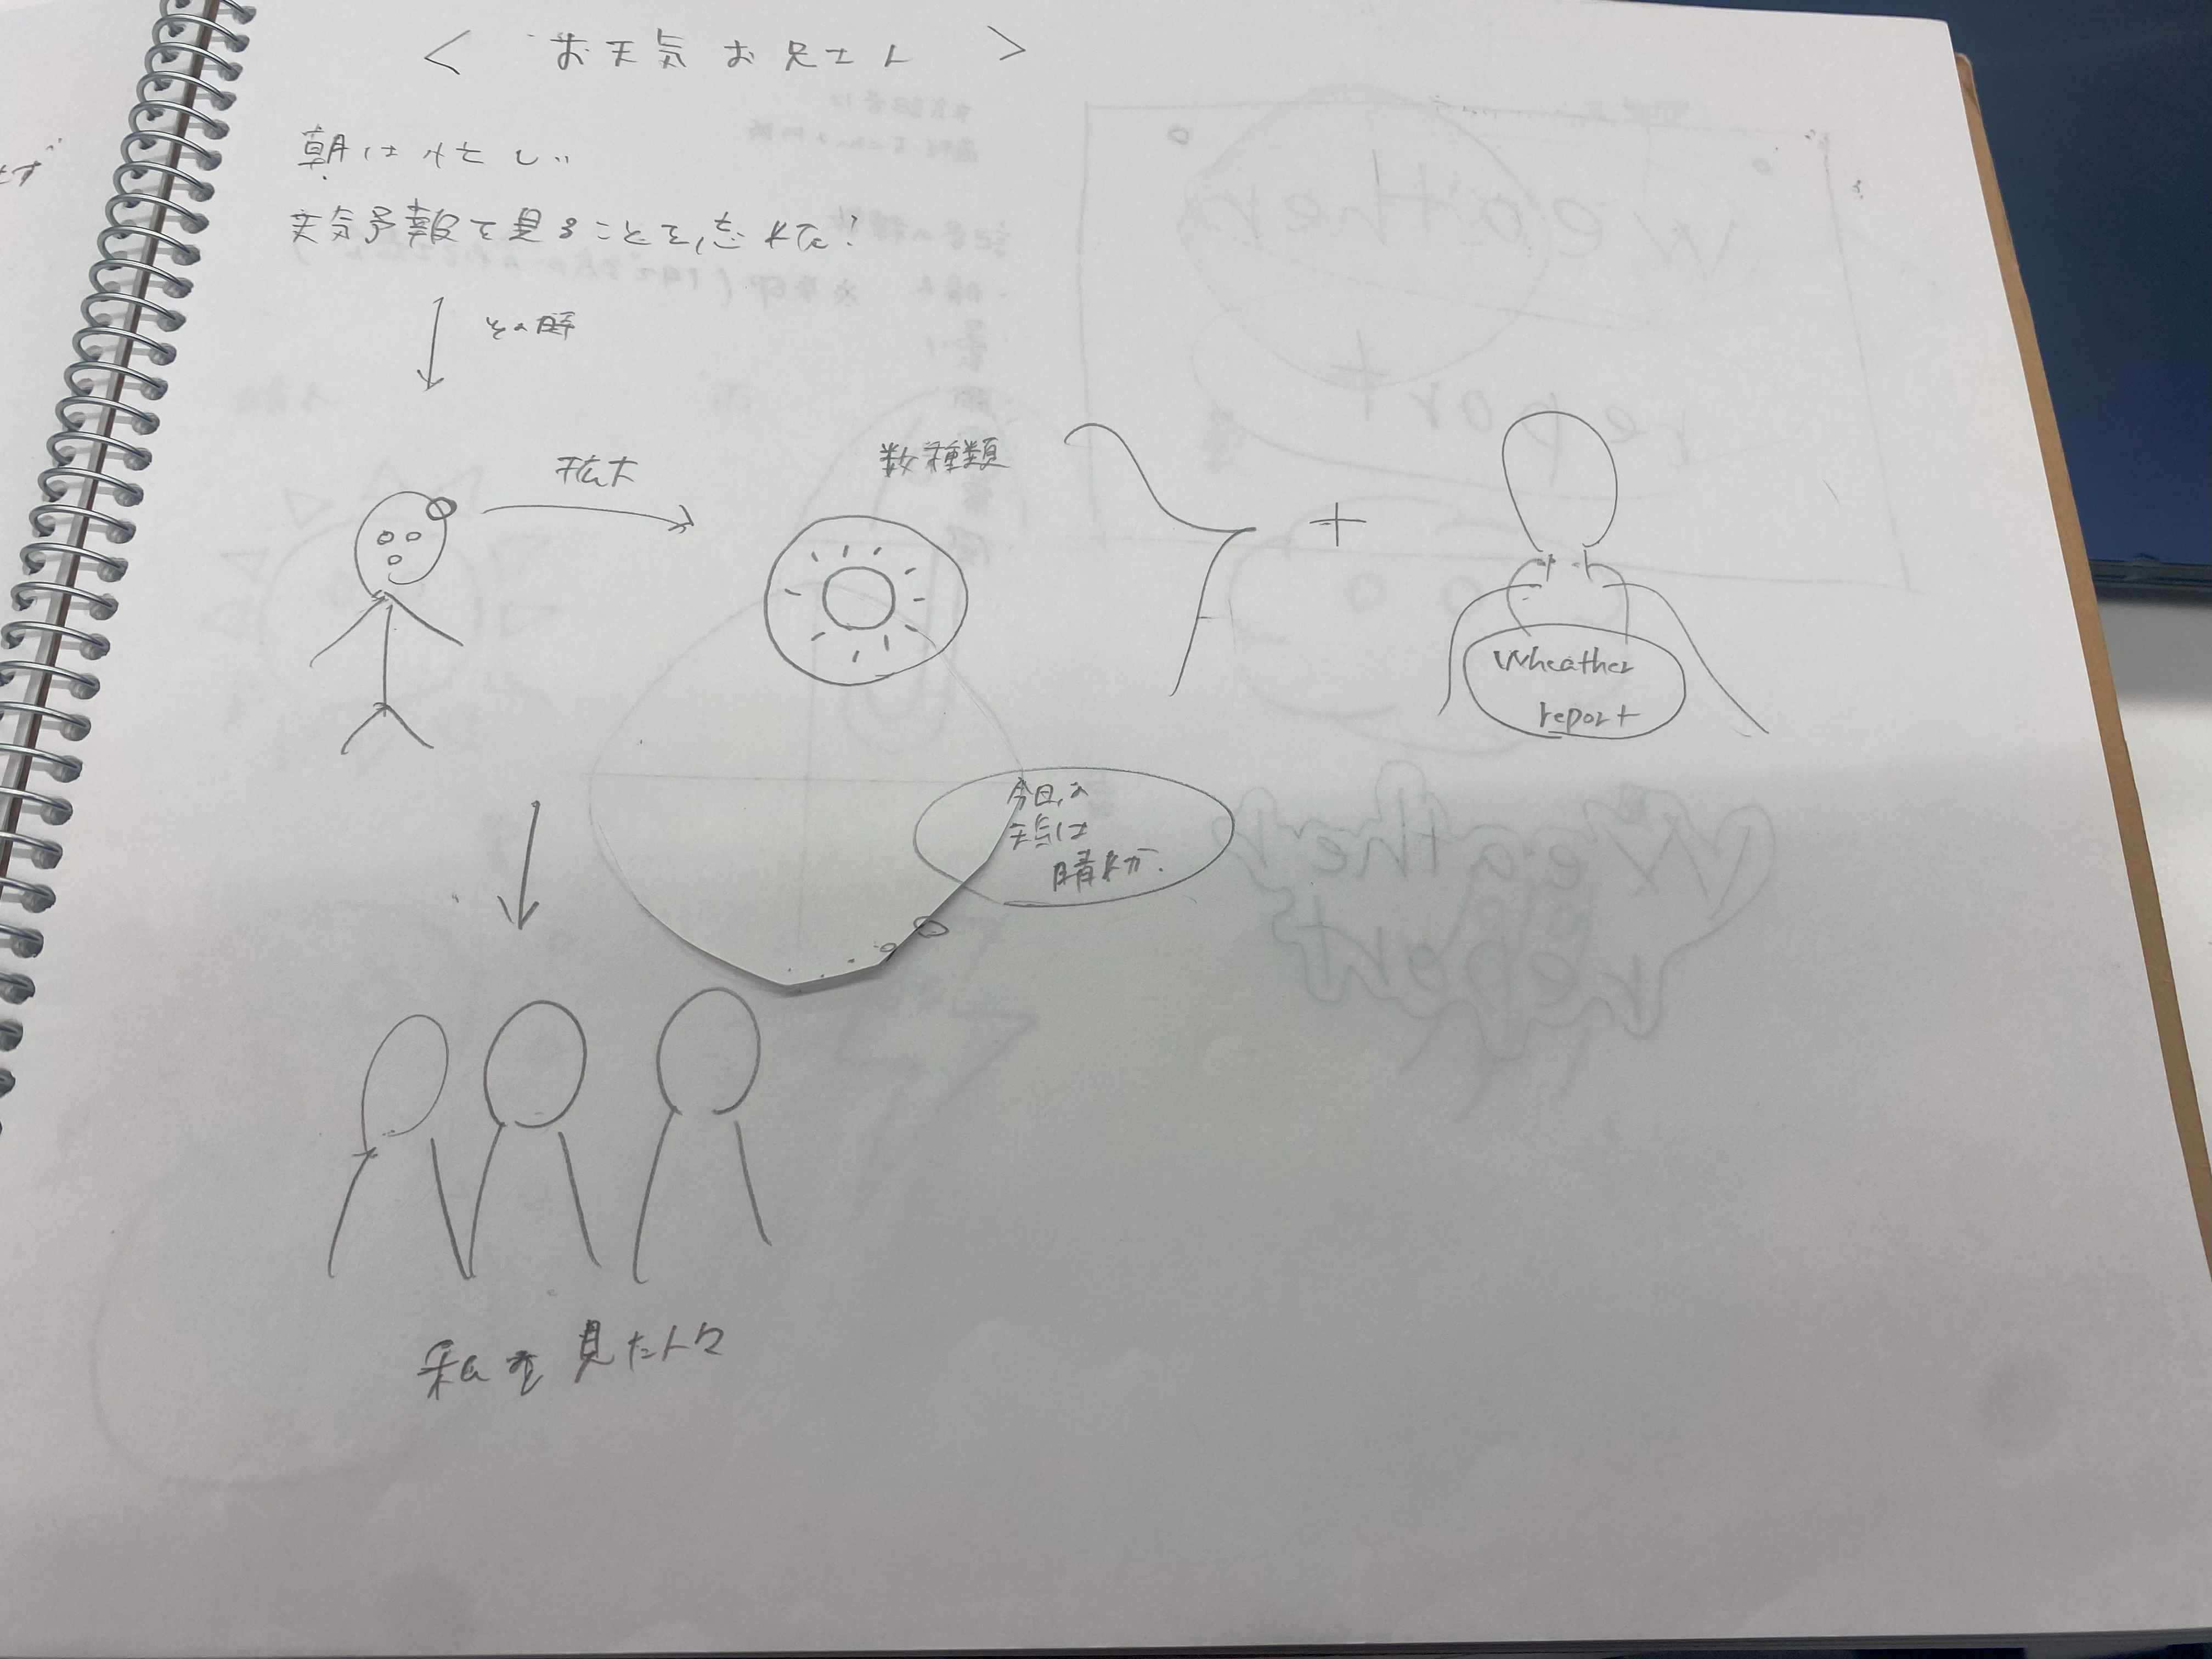 < お天気お兄さん >
朝は忙しい
天気予報を見ることを忘れた!
その時
拡大
数種類
+
Wheather
report
今日の
天気は
晴れか.
私を見た人々